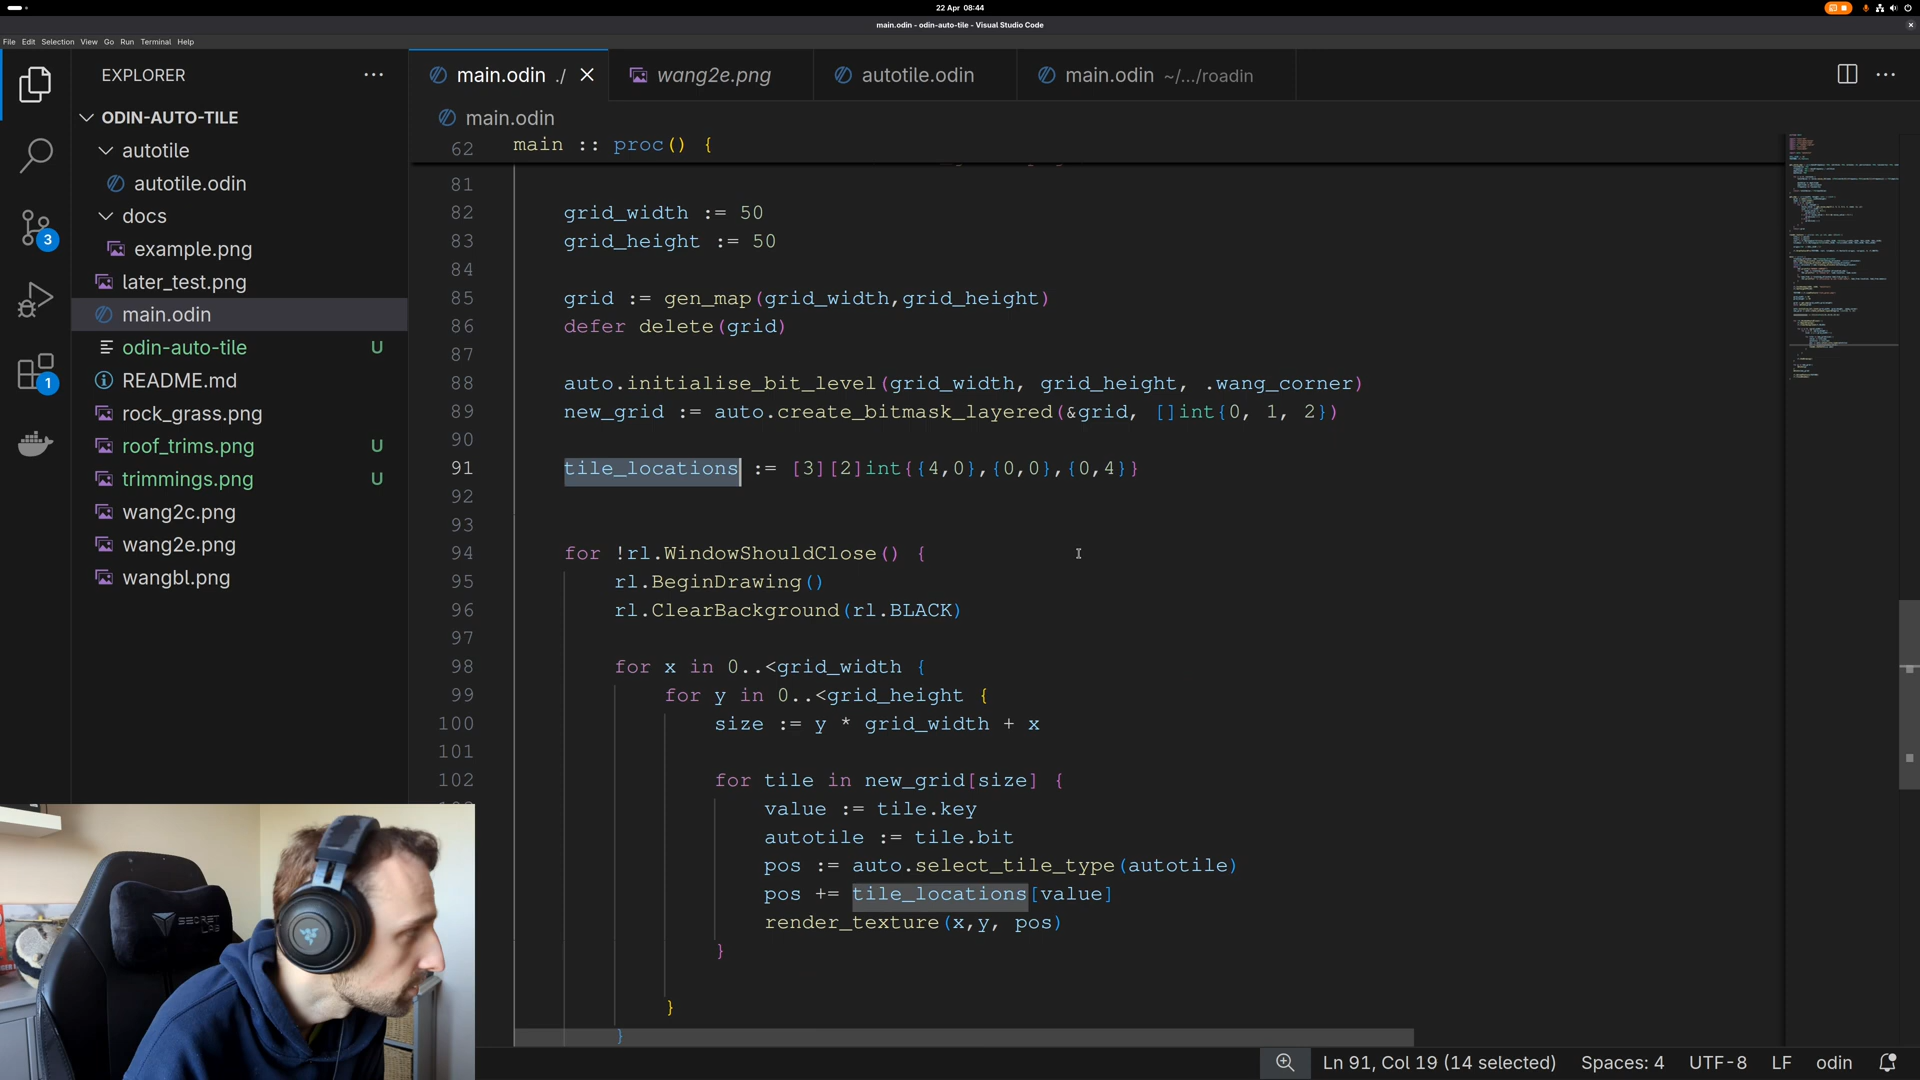 22 Apr 08:44
main.odin - odin-auto-tile - Visual Studio Code
File Edit Selection View Go Run Terminal Help
EXPLORER
main.odin ./
wang2e.png
autotile.odin
main.odin ~/.../roadin
ODIN-AUTO-TILE
autotile
autotile.odin
docs
example.png
later_test.png
main.odin
odin-auto-tile U
README.md
rock_grass.png
roof_trims.png U
trimmings.png U
wang2c.png
wang2e.png
wangbl.png
3
1
main.odin
62 main :: proc() {
81
82 grid_width := 50
83 grid_height := 50
84
85 grid := gen_map(grid_width,grid_height)
86 defer delete(grid)
87
88 auto.initialise_bit_level(grid_width, grid_height, .wang_corner)
89 new_grid := auto.create_bitmask_layered(&grid, []int{0, 1, 2})
90
91 tile_locations := [3][2]int{{4,0},{0,0},{0,4}}
92
93
94 for !rl.WindowShouldClose() {
95 rl.BeginDrawing()
96 rl.ClearBackground(rl.BLACK)
97
98 for x in 0..<grid_width {
99 for y in 0..<grid_height {
100 size := y * grid_width + x
101
102 for tile in new_grid[size] {
value := tile.key
autotile := tile.bit
pos := auto.select_tile_type(autotile)
pos += tile_locations[value]
render_texture(x,y, pos)
}
}
}
SECRETLAB
Ln 91, Col 19 (14 selected) Spaces: 4 UTF-8 LF odin